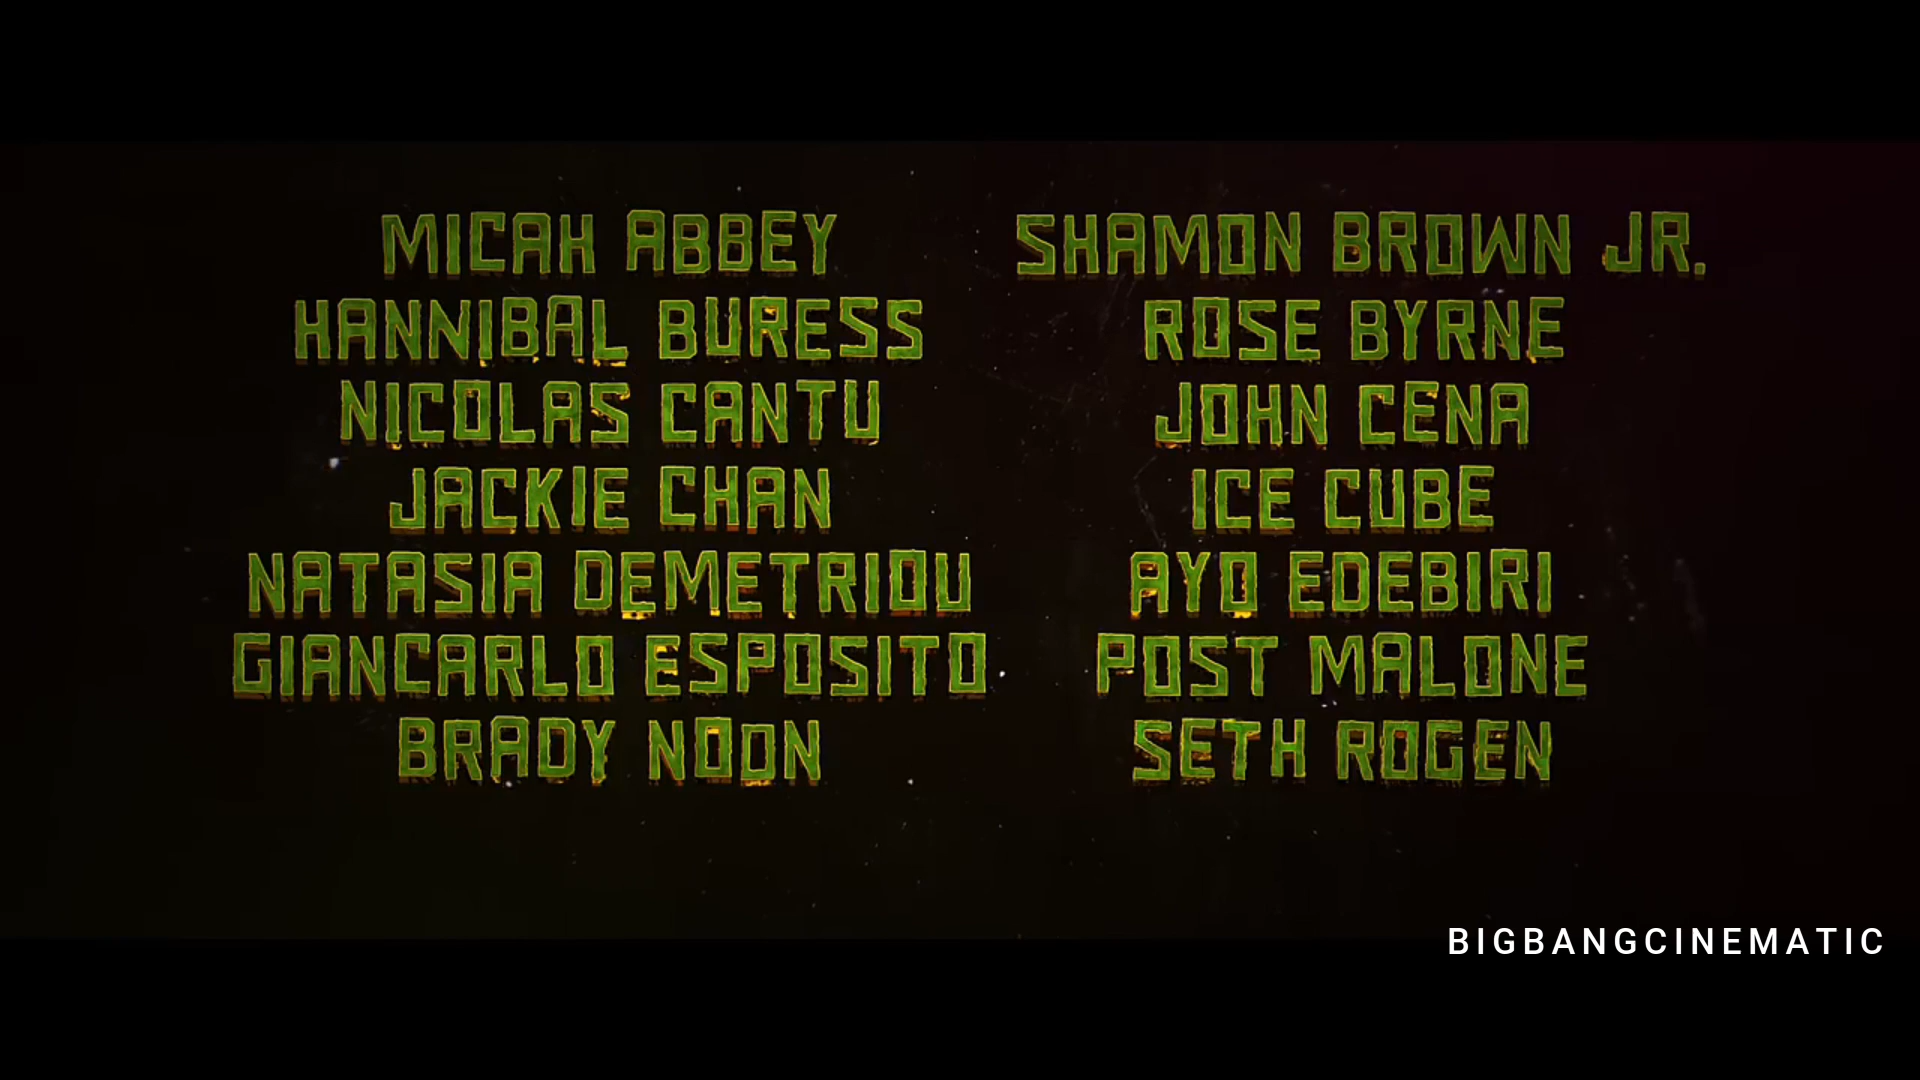 MICAH ABBEY SHAMON BROWN JR.
HANNIBAL BURESS ROSE BYRNE
NICOLAS CANTU JOHN CENA
JACKIE CHAN ICE CUBE
NATASIA DEMETRIOU AYO EDEBIRI
GIANCARLO ESPOSITO POST MALONE
BRADY NOON SETH ROGEN
BIGBANGCINEMATIC